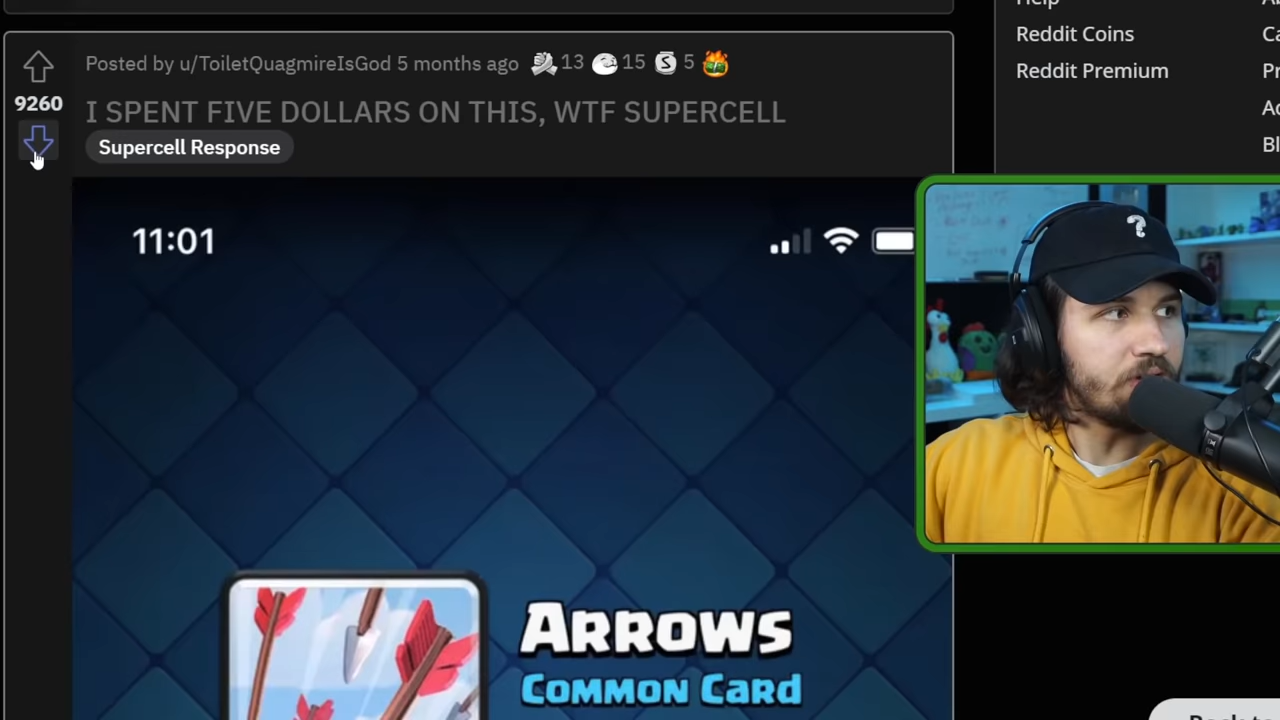 Help
Reddit Coins
Reddit Premium
Posted by u/ToiletQuagmireIsGod 5 months ago 13 15 S 5
9260
I SPENT FIVE DOLLARS ON THIS, WTF SUPERCELL
Supercell Response
11:01
?
ARROWS
COMMON CARD